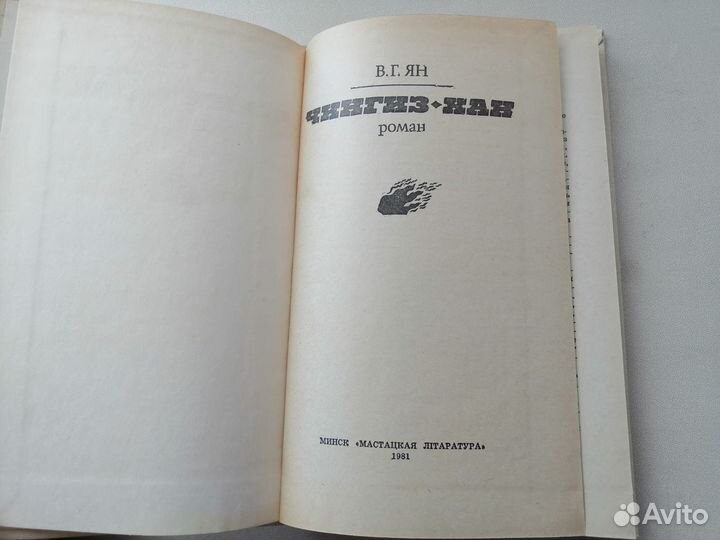 В.Г. ЯН
ЧИНГИЗ-ХАН
роман
МИНСК «МАСТАЦКАЯ ЛІТАРАТУРА»
1981
Avito